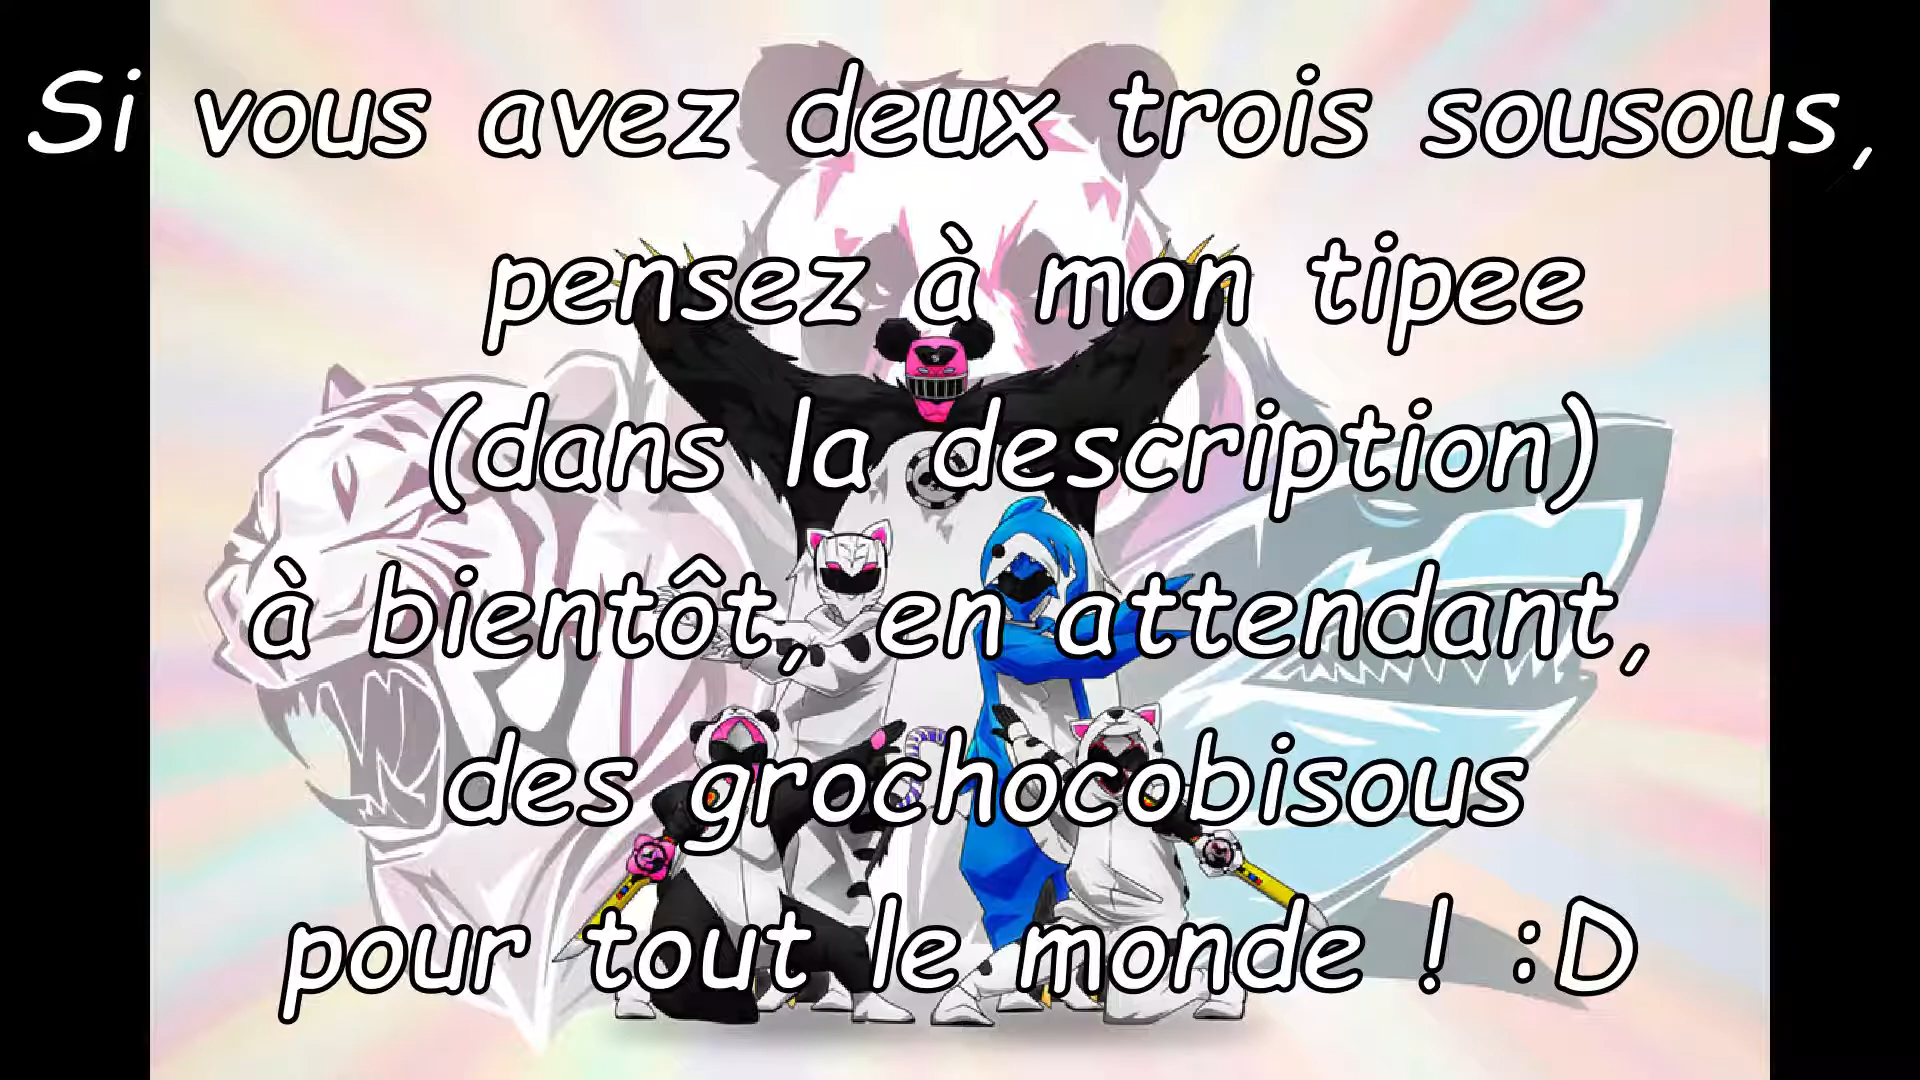 Si vous avez deux trois sousous,
pensez à mon tipee
(dans la description)
à bientôt, en attendant,
des grochocobisous
pour tout le monde ! :D